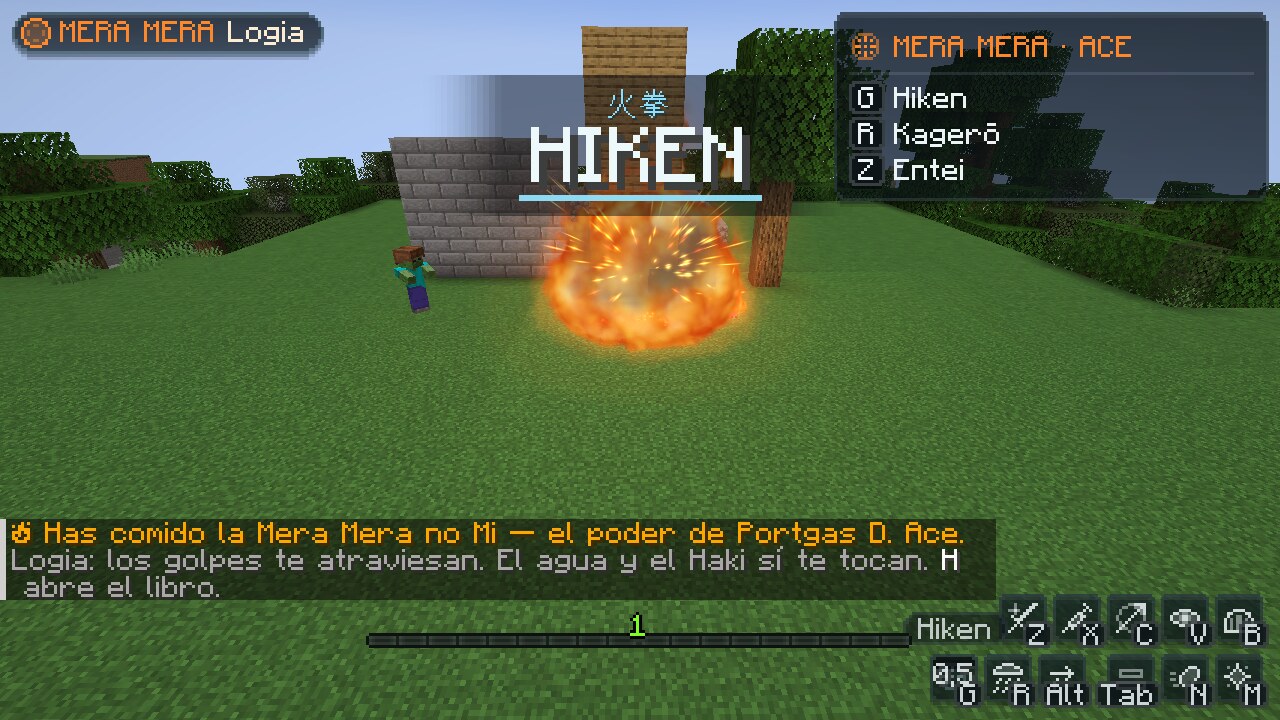 MERA MERA Logia
MERA MERA · ACE
G Hiken
R Kagerō
Z Entei
火拳
HIKEN
Has comido la Mera Mera no Mi — el poder de Portgas D. Ace.
Logia: los golpes te atraviesan. El agua y el Haki sí te tocan. H
abre el libro.
1
Hiken Z X C V B
0,5 G R Alt Tab N M